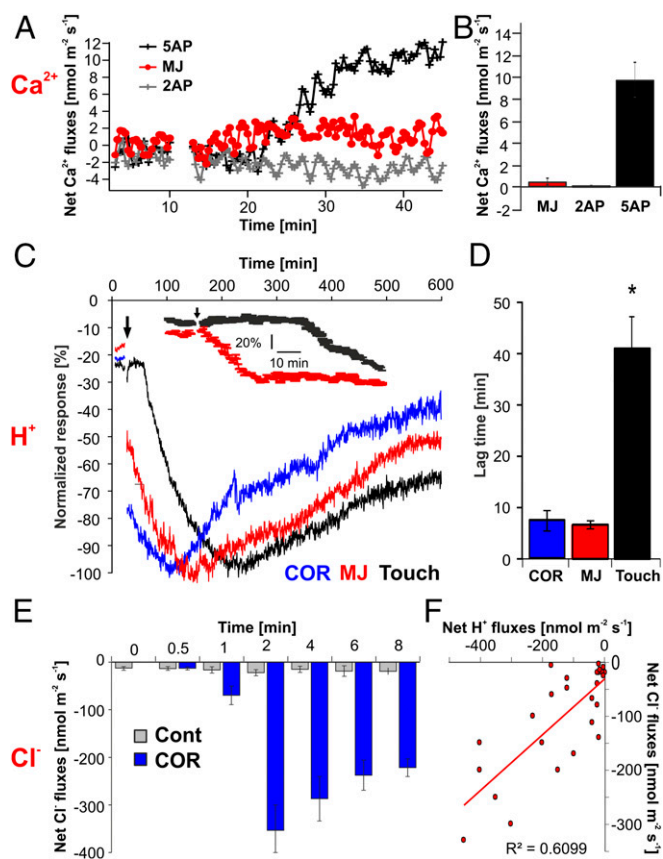 A
Ca²⁺
Net Ca²⁺ fluxes [nmol m⁻² s⁻¹]
12
10
8
6
4
2
0
-2
-4
5AP
MJ
2AP
10
20
30
40
Time [min]
B
Net Ca²⁺ fluxes [nmol m⁻² s⁻¹]
14
12
10
8
6
4
2
0
-2
MJ 2AP 5AP
C
Time [min]
0 100 200 300 400 500 600
H⁺
Normalized response [%]
0
-10
-20
-30
-40
-50
-60
-70
-80
-90
-100
20%
10 min
COR MJ Touch
D
Lag time [min]
50
40
30
20
10
0
*
COR MJ Touch
E
Time [min]
0 0.5 1 2 4 6 8
Cl⁻
Net Cl⁻ fluxes [nmol m⁻² s⁻¹]
0
-100
-200
-300
-400
Cont
COR
F
Net H⁺ fluxes [nmol m⁻² s⁻¹]
-400 -200 0
0
-100
-200
-300
-400
Net Cl⁻ fluxes [nmol m⁻² s⁻¹]
R² = 0.6099